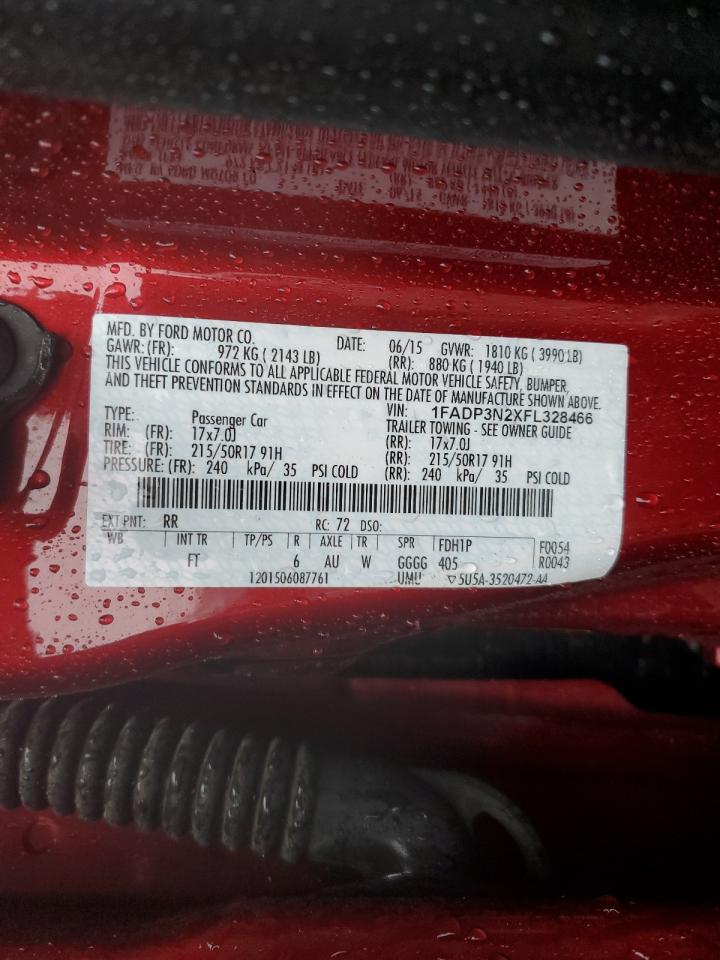 MFD. BY FORD MOTOR CO. DATE: 06/15 GVWR: 1810 KG ( 3990 LB)
GAWR: (FR): 972 KG ( 2143 LB) (RR): 880 KG ( 1940 LB)
THIS VEHICLE CONFORMS TO ALL APPLICABLE FEDERAL MOTOR VEHICLE SAFETY, BUMPER,
AND THEFT PREVENTION STANDARDS IN EFFECT ON THE DATE OF MANUFACTURE SHOWN ABOVE.
VIN: 1FADP3N2XFL328466
TYPE: Passenger Car TRAILER TOWING - SEE OWNER GUIDE
RIM: (FR): 17x7.0J (RR): 17x7.0J
TIRE: (FR): 215/50R17 91H (RR): 215/50R17 91H
PRESSURE: (FR): 240 kPa/ 35 PSI COLD (RR): 240 kPa/ 35 PSI COLD
EXT PNT: RR RC: 72 DSO:
WB INT TR TP/PS R AXLE TR SPR FDH1P F0054
FT 6 AU W GGGG 405 R0043
1201506087761 UMU ▽5U5A-3520472-AA